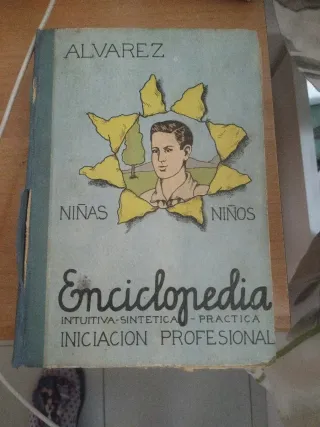 ALVAREZ
NIÑAS NIÑOS
Enciclopedia
INTUITIVA-SINTETICA-PRACTICA
INICIACION PROFESIONAL